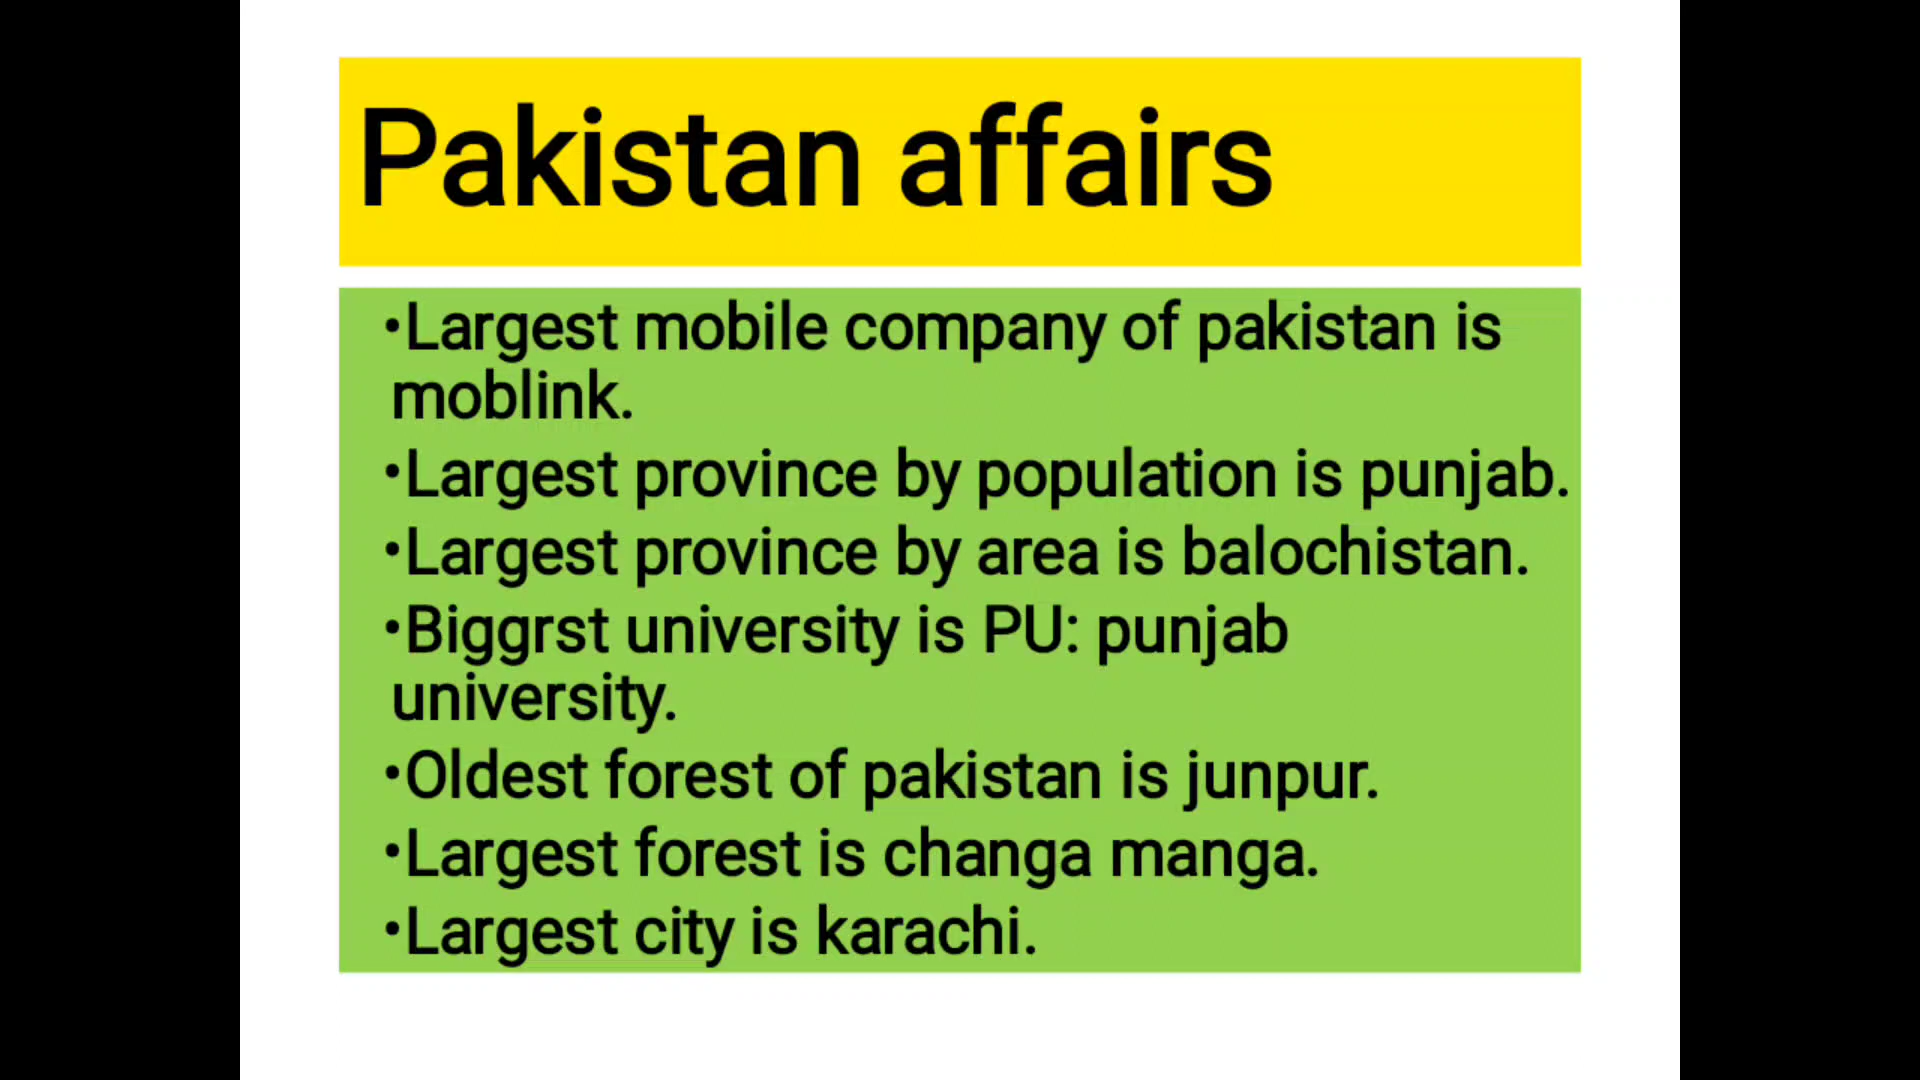 Pakistan affairs
•Largest mobile company of pakistan is
moblink.
•Largest province by population is punjab.
•Largest province by area is balochistan.
•Biggrst university is PU: punjab
university.
•Oldest forest of pakistan is junpur.
•Largest forest is changa manga.
•Largest city is karachi.